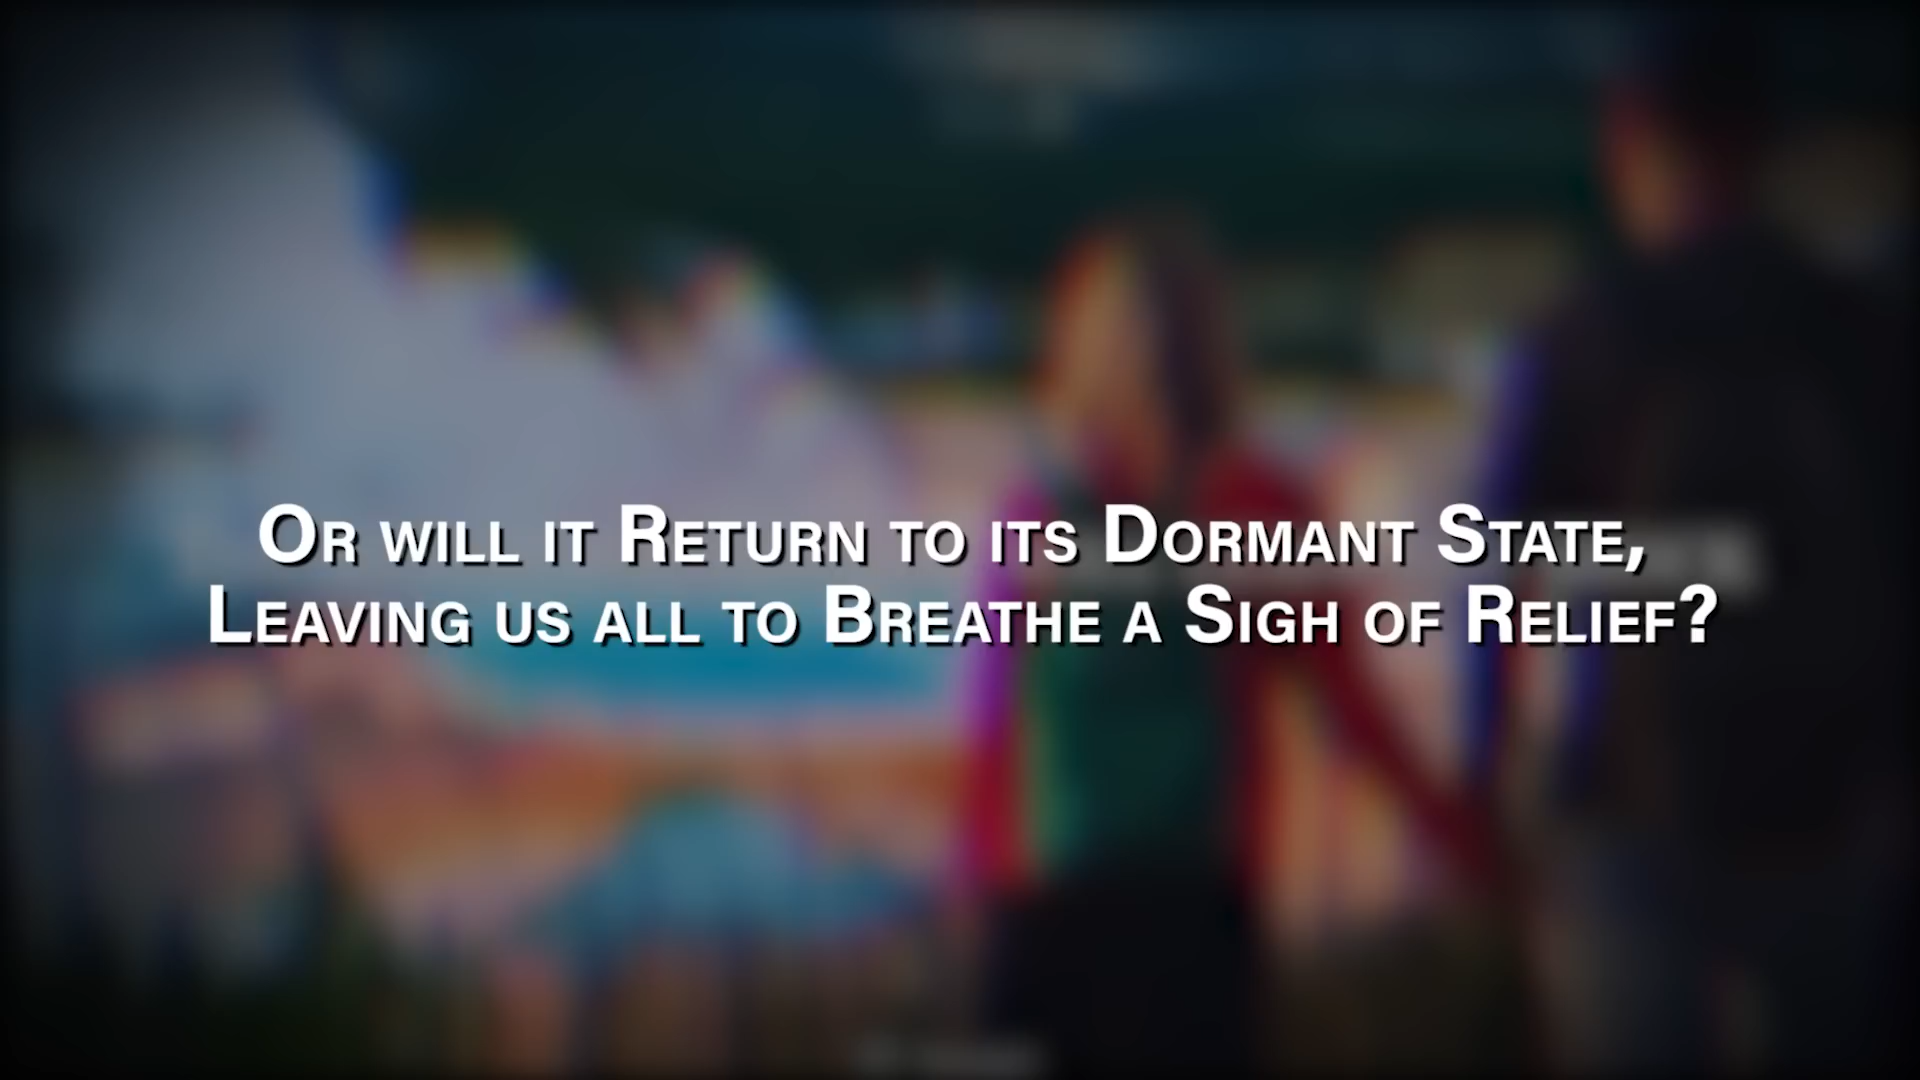 Or will it Return to its Dormant State,
Leaving us all to Breathe a Sigh of Relief?